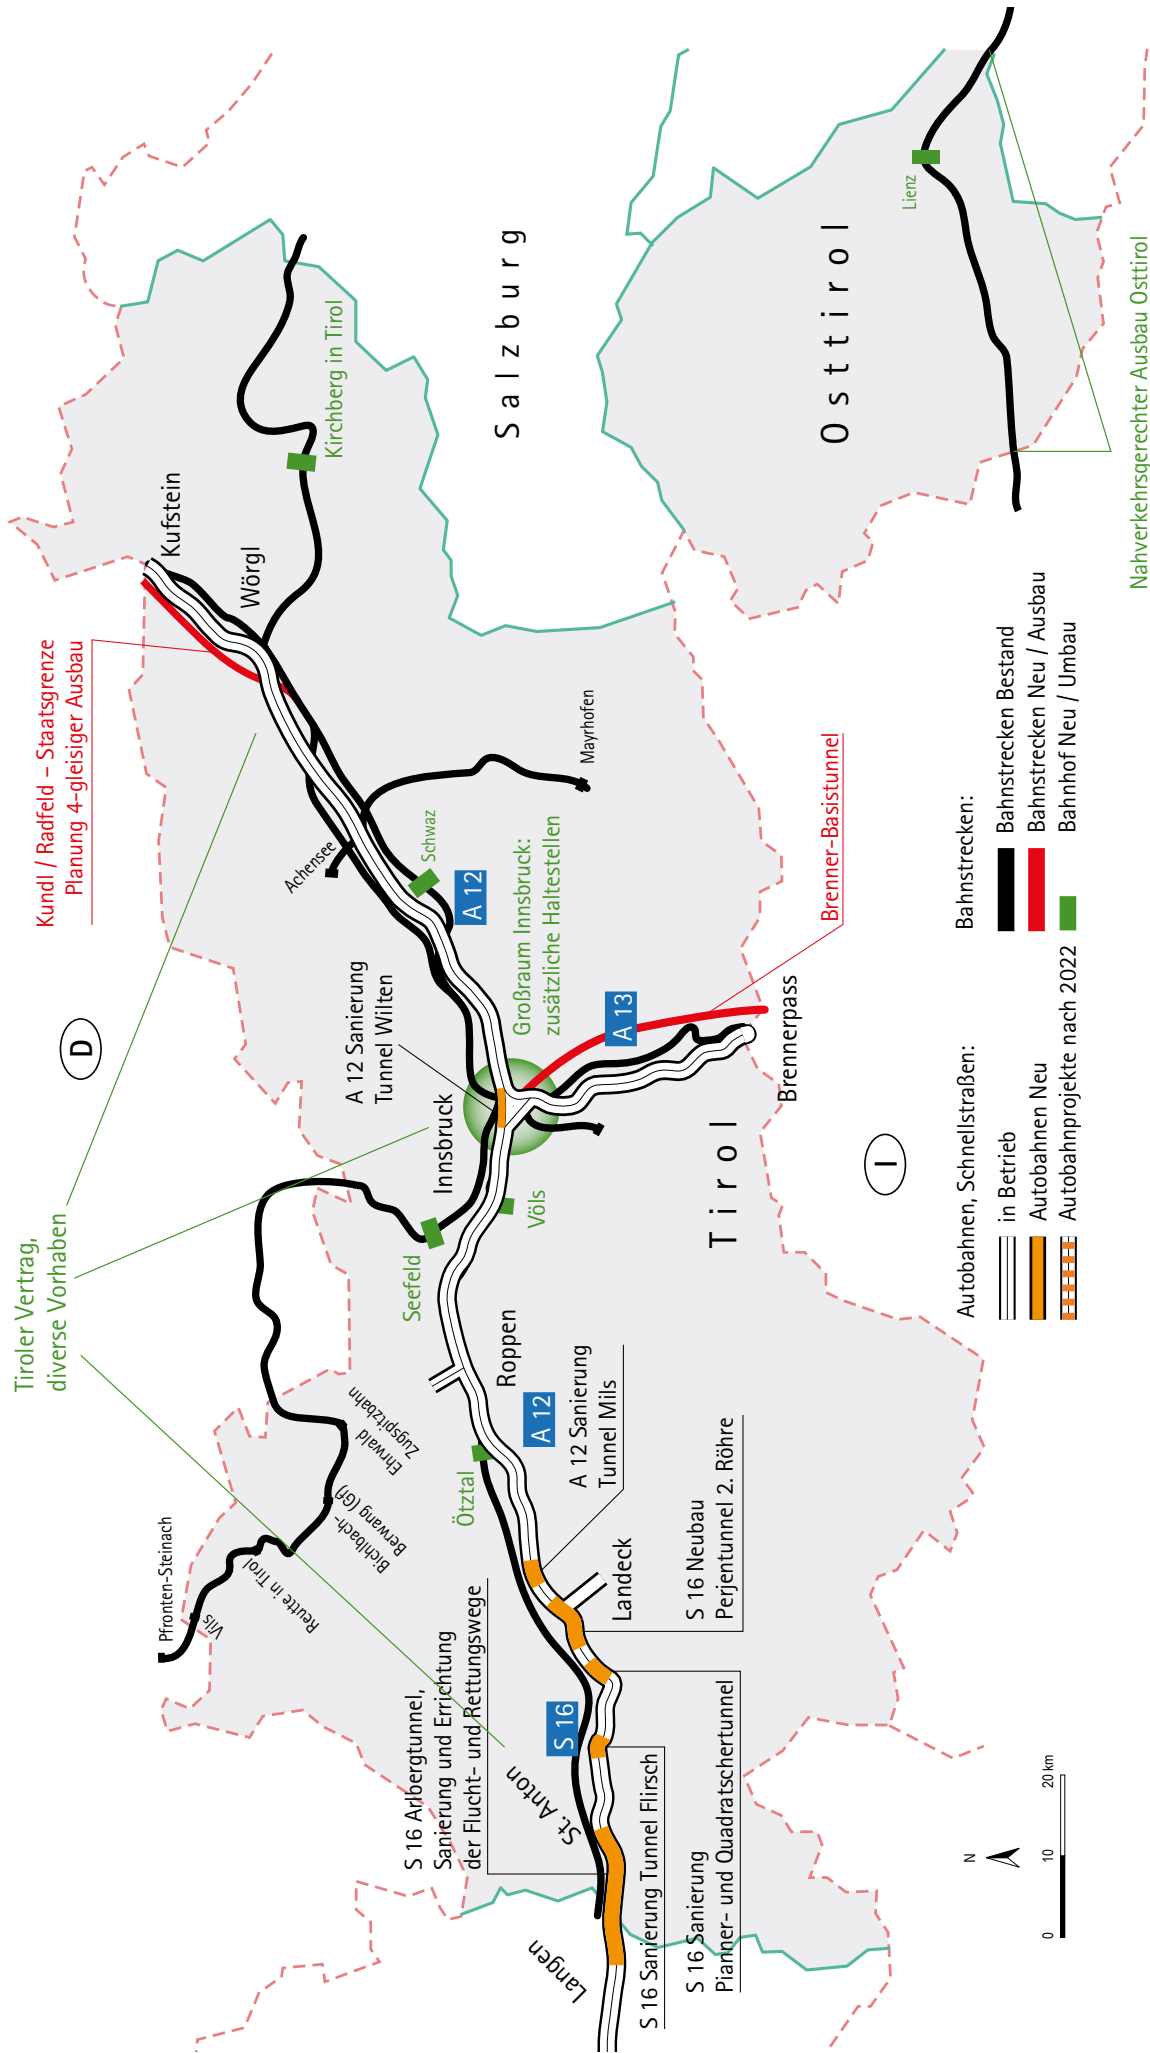 Tiroler Vertrag,
diverse Vorhaben
D
Kundl / Radfeld – Staatsgrenze
Planung 4-gleisiger Ausbau
Pfronten-Steinach
Vils
Reutte in Tirol
Bichlbach-
Berwang (Gf)
Ehrwald
Zugspitzbahn
Seefeld
Innsbruck
A 12 Sanierung
Tunnel Wilten
Achensee
Schwaz
A 12
Wörgl
Kufstein
Kirchberg in Tirol
Mayrhofen
Großraum Innsbruck:
zusätzliche Haltestellen
Völs
Ötztal
Roppen
A 12
A 12 Sanierung
Tunnel Mils
Landeck
S 16 Neubau
Perjentunnel 2. Röhre
S 16 Arlbergtunnel,
Sanierung und Errichtung
der Flucht- und Rettungswege
St. Anton
S 16
Langen
S 16 Sanierung Tunnel Flirsch
S 16 Sanierung
Pianner- und Quadratschertunnel
A 13
Brenner-Basistunnel
Brennerpass
Tirol
I
Salzburg
Osttirol
Lienz
Nahverkehrsgerechter Ausbau Osttirol
N
0 10 20 km
Autobahnen, Schnellstraßen:
in Betrieb
Autobahnen Neu
Autobahnprojekte nach 2022
Bahnstrecken:
Bahnstrecken Bestand
Bahnstrecken Neu / Ausbau
Bahnhof Neu / Umbau